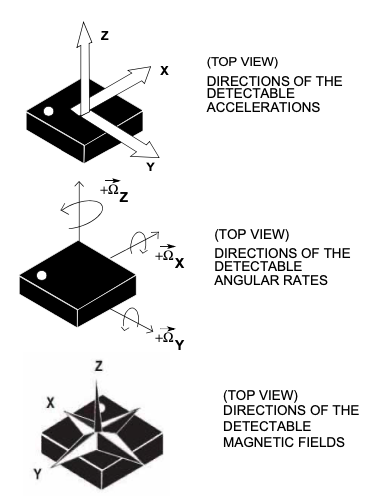 Z
X
Y
(TOP VIEW)
DIRECTIONS OF THE
DETECTABLE
ACCELERATIONS
+Ω⃗Z
+Ω⃗X
+Ω⃗Y
(TOP VIEW)
DIRECTIONS OF THE
DETECTABLE
ANGULAR RATES
Z
X
Y
(TOP VIEW)
DIRECTIONS OF THE
DETECTABLE
MAGNETIC FIELDS